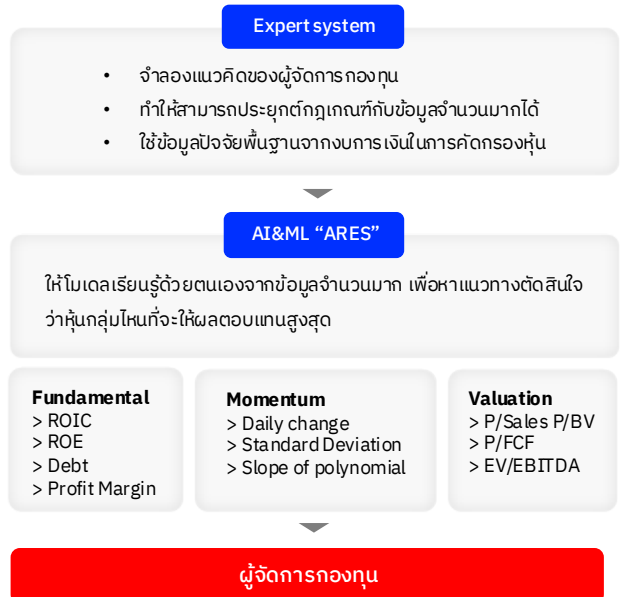 Expert system
• จำลองแนวคิดของผู้จัดการกองทุน
• ทำให้สามารถประยุกต์กฎเกณฑ์กับข้อมูลจำนวนมากได้
• ใช้ข้อมูลปัจจัยพื้นฐานจากงบการเงินในการคัดกรองหุ้น
AI&ML “ARES”
ให้โมเดลเรียนรู้ด้วยตนเองจากข้อมูลจำนวนมาก เพื่อหาแนวทางตัดสินใจ
ว่าหุ้นกลุ่มไหนที่จะให้ผลตอบแทนสูงสุด
Fundamental
> ROIC
> ROE
> Debt
> Profit Margin
Momentum
> Daily change
> Standard Deviation
> Slope of polynomial
Valuation
> P/Sales P/BV
> P/FCF
> EV/EBITDA
ผู้จัดการกองทุน